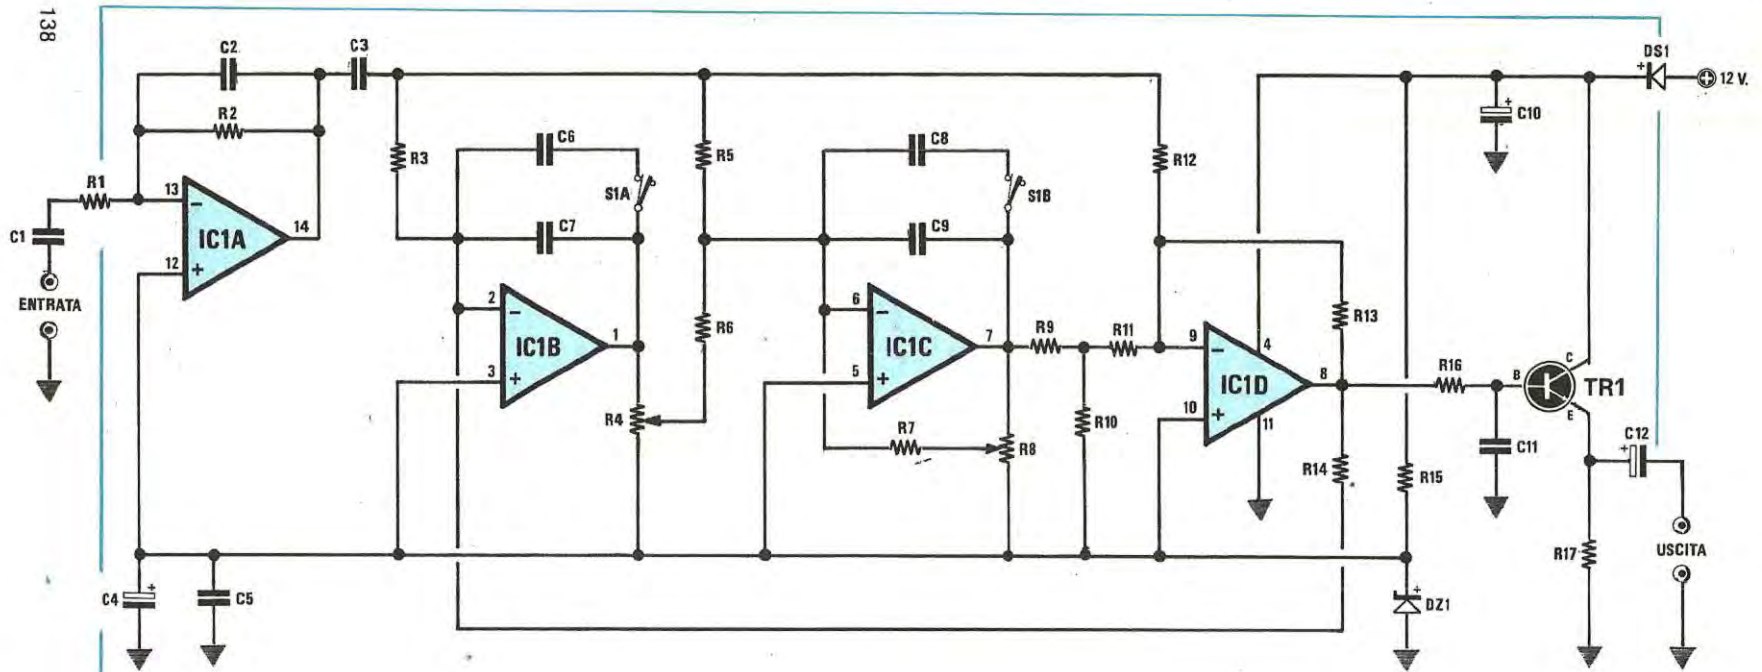 138
C2
C3
DS1
+
12 V.
R2
+
C10
C6
C8
R3
R5
R12
R1
S1A
S1B
13
−
C7
C9
C1
IC1A
14
12
+
ENTRATA
2
−
6
−
R13
R6
IC1B
1
IC1C
7
R9
R11
9
−
4
3
+
5
+
IC1D
8
R16
B
C
TR1
R4
R10
10
+
E
R7
R8
11
C12
+
C11
R14
R15
R17
USCITA
C4
+
C5
+
DZ1